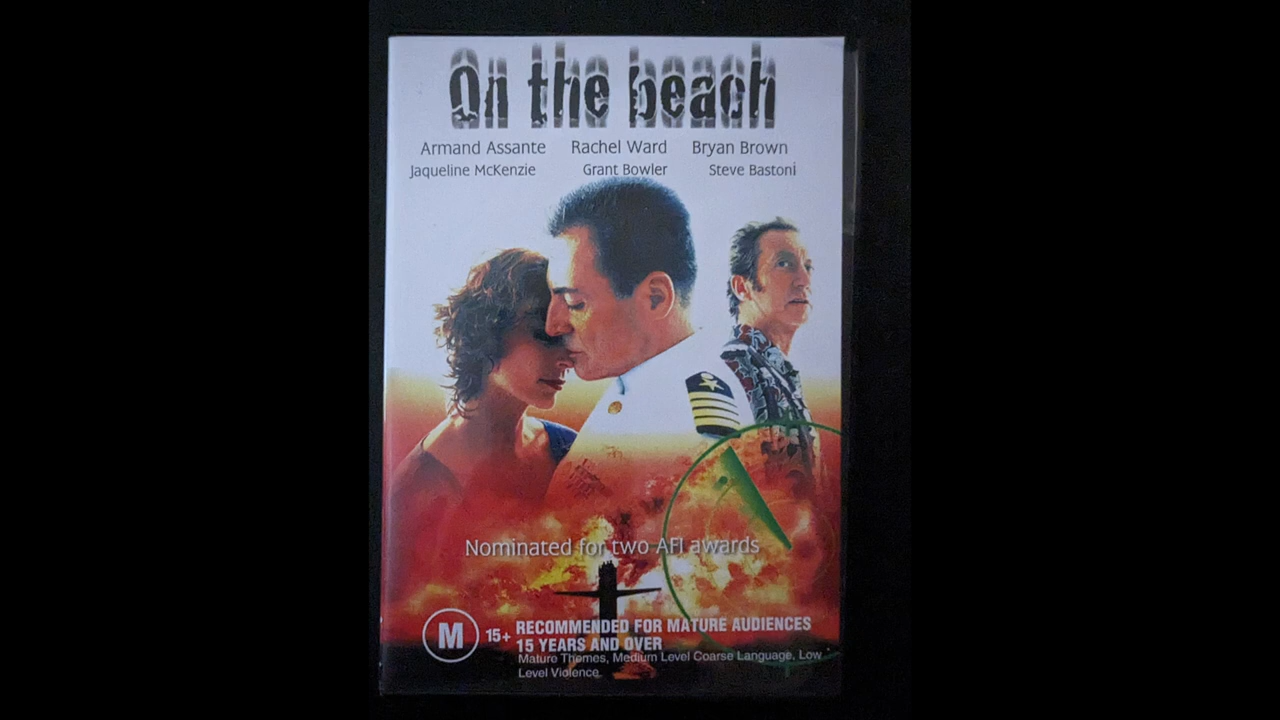 On the beach
Armand Assante Rachel Ward Bryan Brown
Jaqueline McKenzie Grant Bowler Steve Bastoni
Nominated for two AFI awards
M 15+ RECOMMENDED FOR MATURE AUDIENCES
15 YEARS AND OVER
Mature Themes, Medium Level Coarse Language, Low
Level Violence